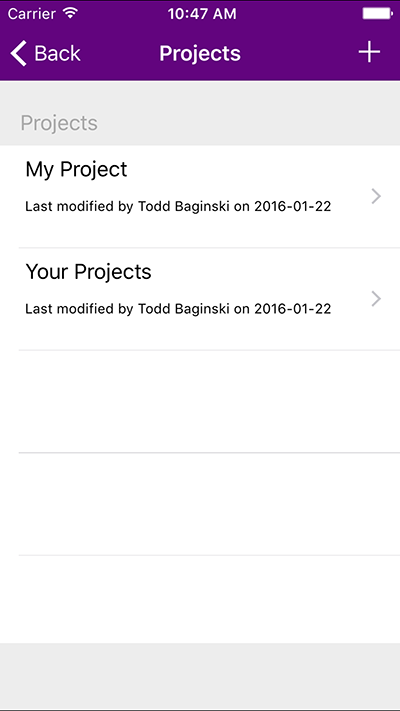 Carrier 10:47 AM
Back Projects +
Projects
My Project
Last modified by Todd Baginski on 2016-01-22
Your Projects
Last modified by Todd Baginski on 2016-01-22